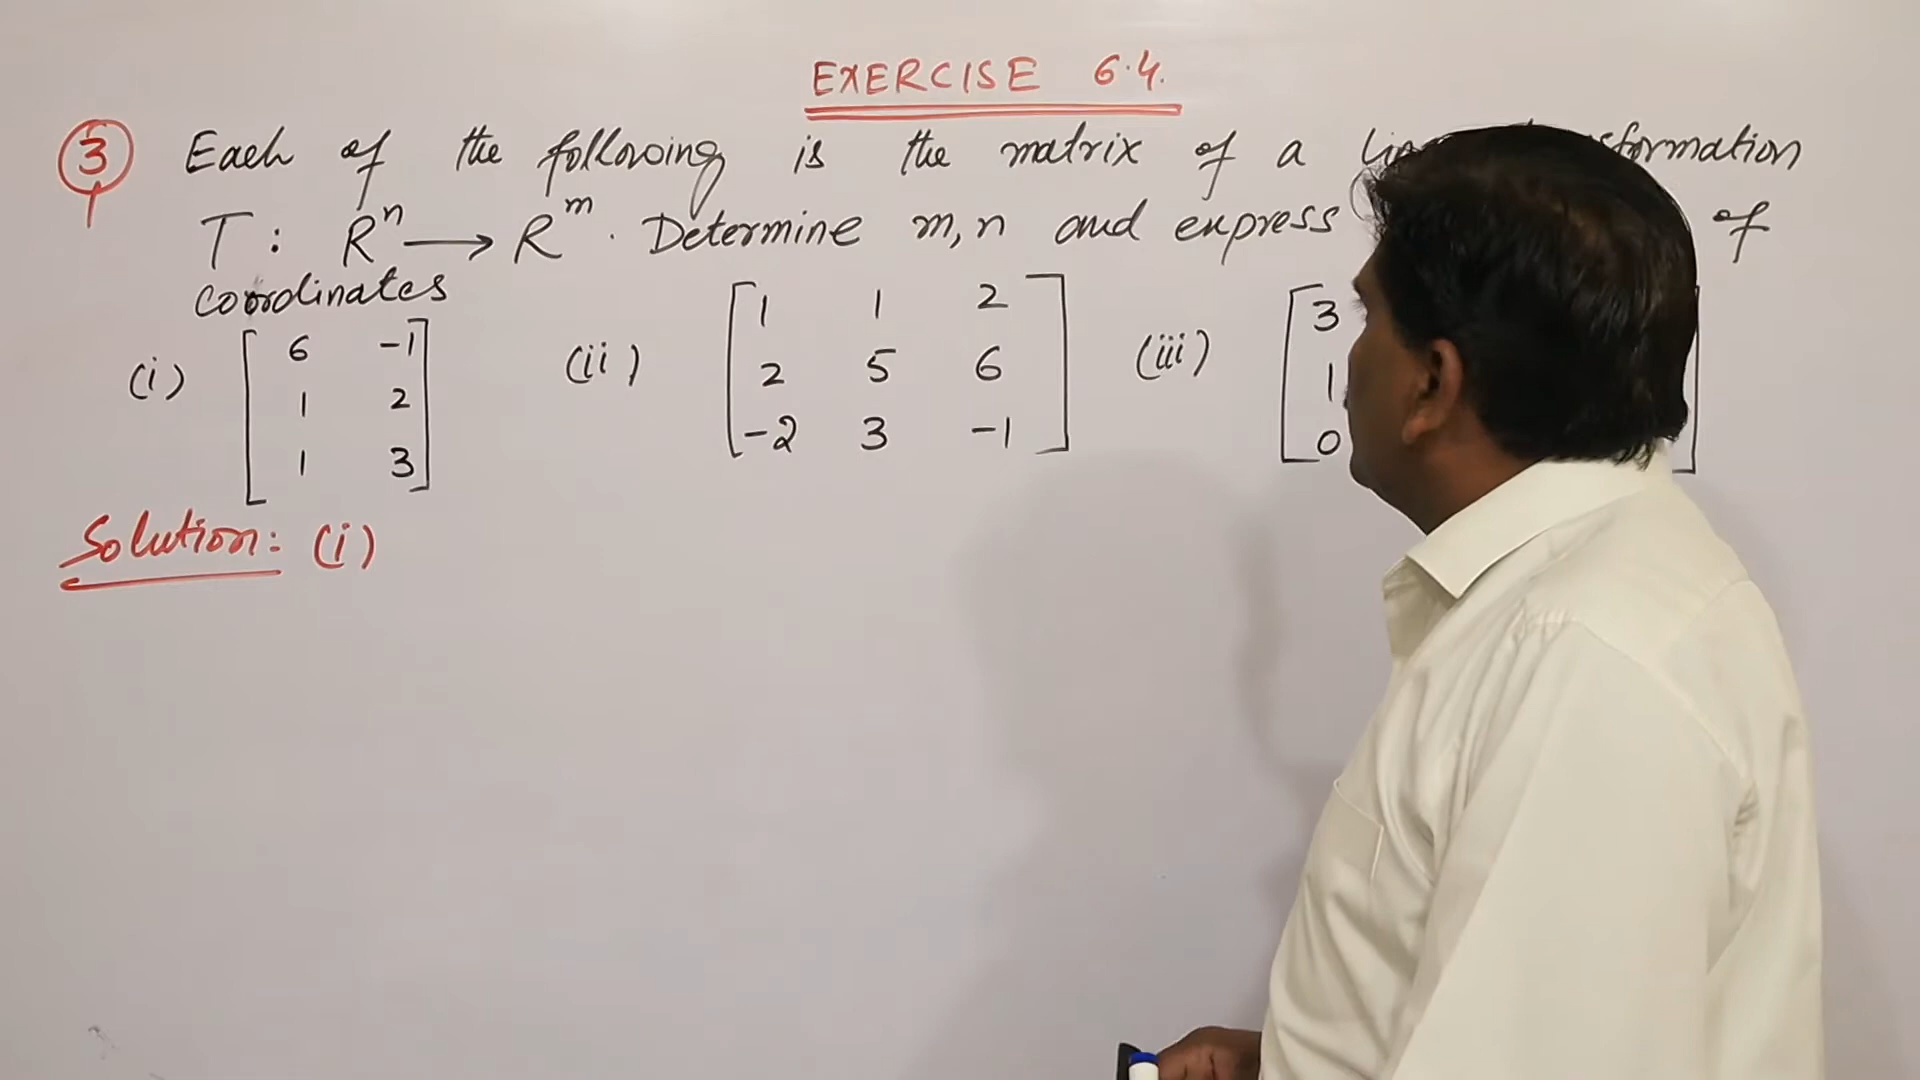 EXERCISE 6.4.
3 Each of the following is the matrix of a formation
T: Rⁿ ⟶ Rᵐ. Determine m, n and express of
coordinates
(i) [6 -1 (ii) [1 1 2 (iii) [3
1 2 2 5 6 1
1 3] -2 3 -1] 0
Solution: (i)